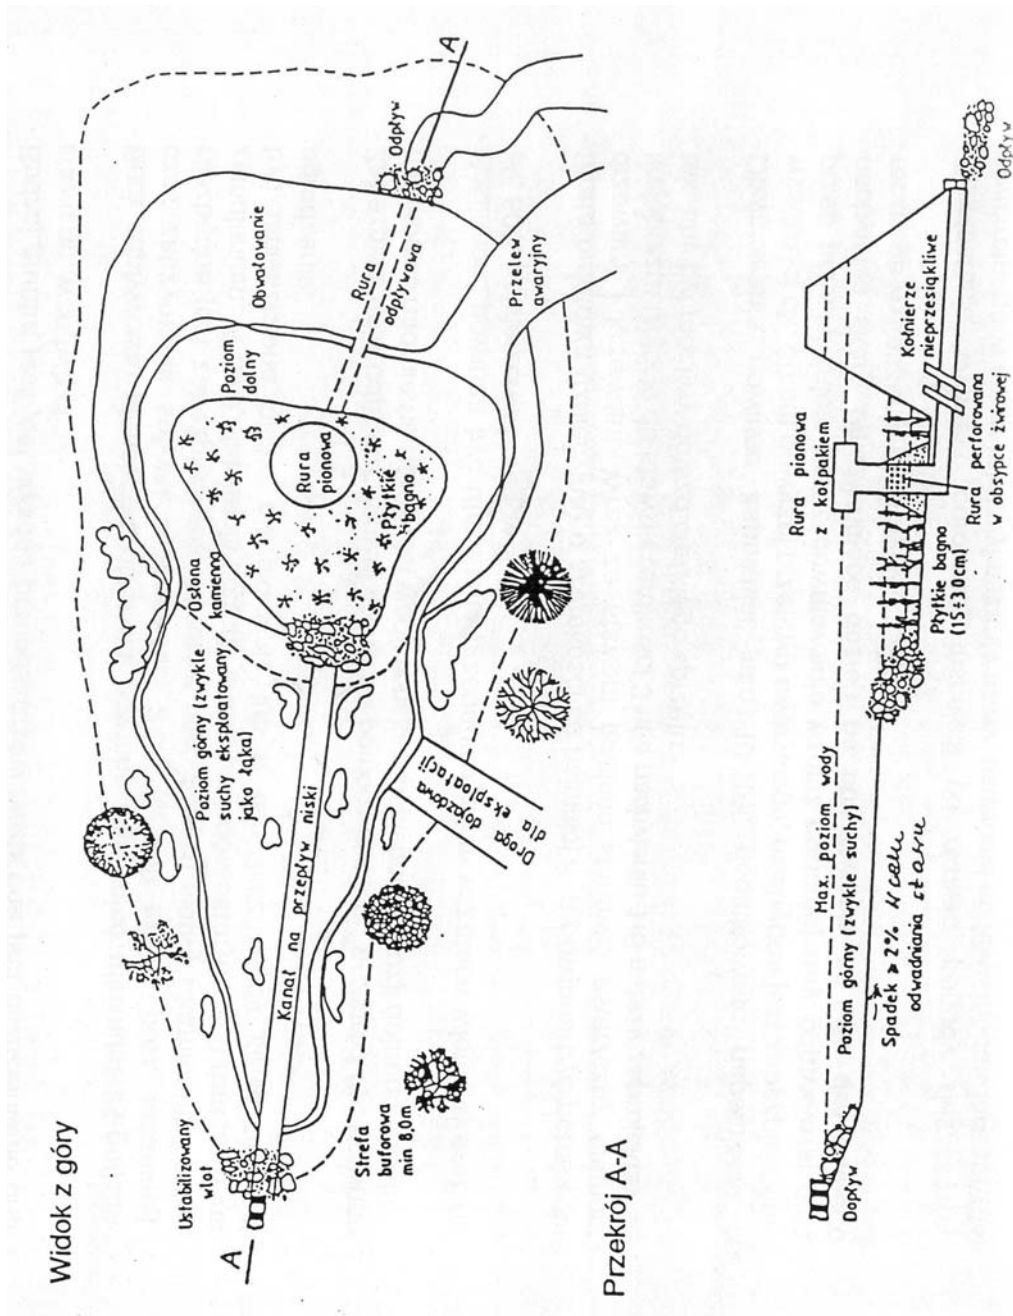 Widok z góry
A
Ustabilizowany
wlot
Strefa
buforowa
min 8,0m
Kanał na przepływ niski
Poziom górny (zwykle
suchy eksploatowany
jako łąka)
Osłona
kamienna
Droga dojazdowa
dla eksploatacji
Płytkie
bagno
Rura
pionowa
Poziom
dolny
Obwałowanie
Rura
odpływowa
Przelew
awaryjny
Odpływ
A
Przekrój A-A
Dopływ
Max. poziom wody
Poziom górny (zwykle suchy)
Spadek ≥ 2% w celu
odwadniania stawu
Płytkie bagno
(15÷30cm)
Rura pionowa
z kołpakiem
Rura perforowana
w obsypce żwirowej
Kołnierze
nieprzesiąkliwe
Odpływ